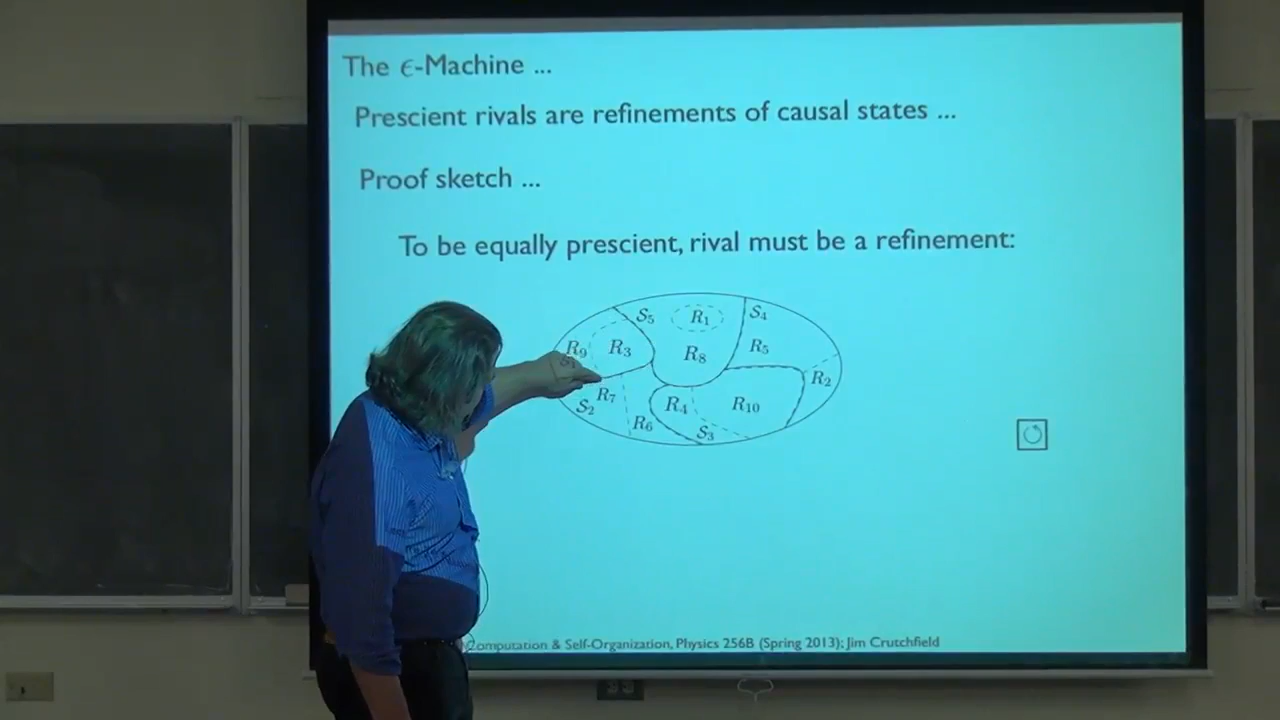 The ϵ-Machine ...
Prescient rivals are refinements of causal states ...
Proof sketch ...
To be equally prescient, rival must be a refinement:
S5 R1 S4
R9 R3 R8 R5
R2
S2 R7 R4 R10
R6 S3
Computation & Self-Organization, Physics 256B (Spring 2013); Jim Crutchfield